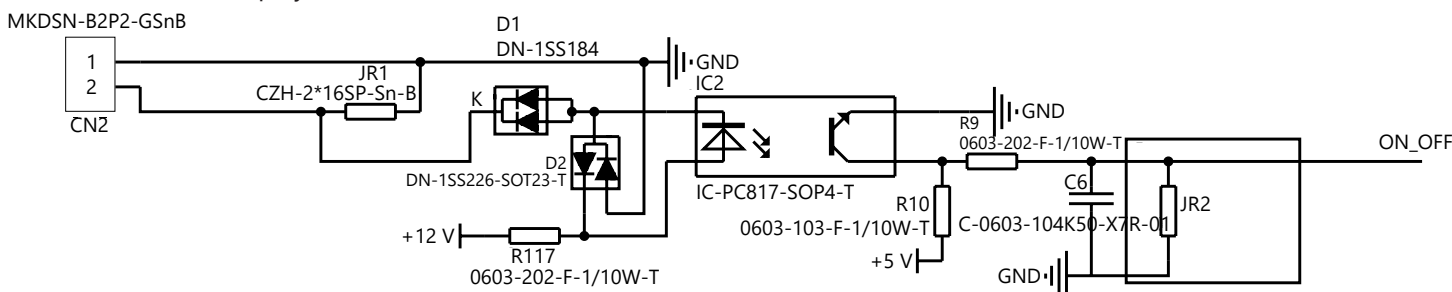 MKDSN-B2P2-GSnB
1
2
CN2
JR1
CZH-2*16SP-Sn-B
D1
DN-1SS184
K
GND
IC2
D2
DN-1SS226-SOT23-T
+12 V
R117
0603-202-F-1/10W-T
IC-PC817-SOP4-T
GND
R9
0603-202-F-1/10W-T
ON_OFF
R10
0603-103-F-1/10W-T
+5 V
C6
C-0603-104K50-X7R-01
JR2
GND